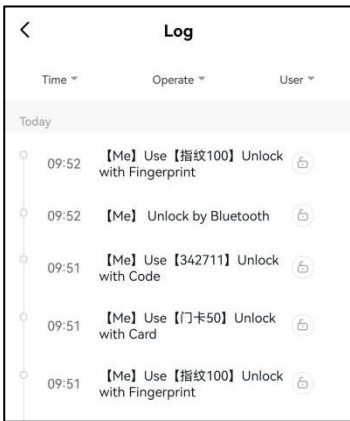 Log
Time Operate User
Today
09:52 【Me】Use【指纹100】Unlock
with Fingerprint
09:52 【Me】 Unlock by Bluetooth
09:51 【Me】Use【342711】Unlock
with Code
09:51 【Me】Use【门卡50】Unlock
with Card
09:51 【Me】Use【指纹100】Unlock
with Fingerprint